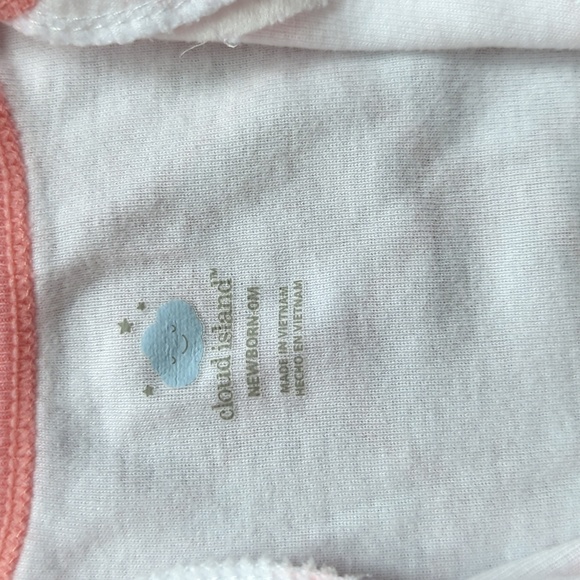 cloud island™
NEWBORN-0M
MADE IN VIETNAM
HECHO EN VIETNAM